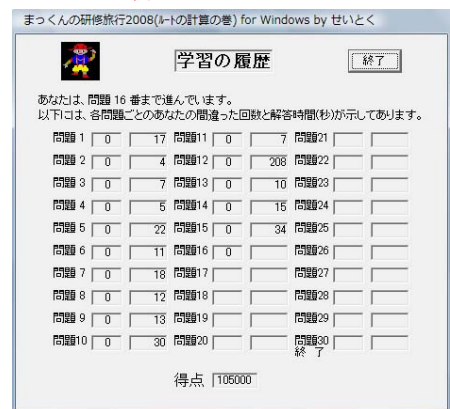 まっくんの研修旅行2008(ルートの計算の巻) for Windows by せいとく
学習の履歴
終了
あなたは、問題 16 番まで進んでいます。
以下には、各問題ごとのあなたの間違った回数と解答時間(秒)が示してあります。
問題 1 0 17 問題11 0 7 問題21
問題 2 0 4 問題12 0 208 問題22
問題 3 0 7 問題13 0 10 問題23
問題 4 0 5 問題14 0 15 問題24
問題 5 0 22 問題15 0 34 問題25
問題 6 0 11 問題16 0 問題26
問題 7 0 18 問題17 問題27
問題 8 0 12 問題18 問題28
問題 9 0 13 問題19 問題29
問題10 0 30 問題20 問題30
終 了
得点 105000